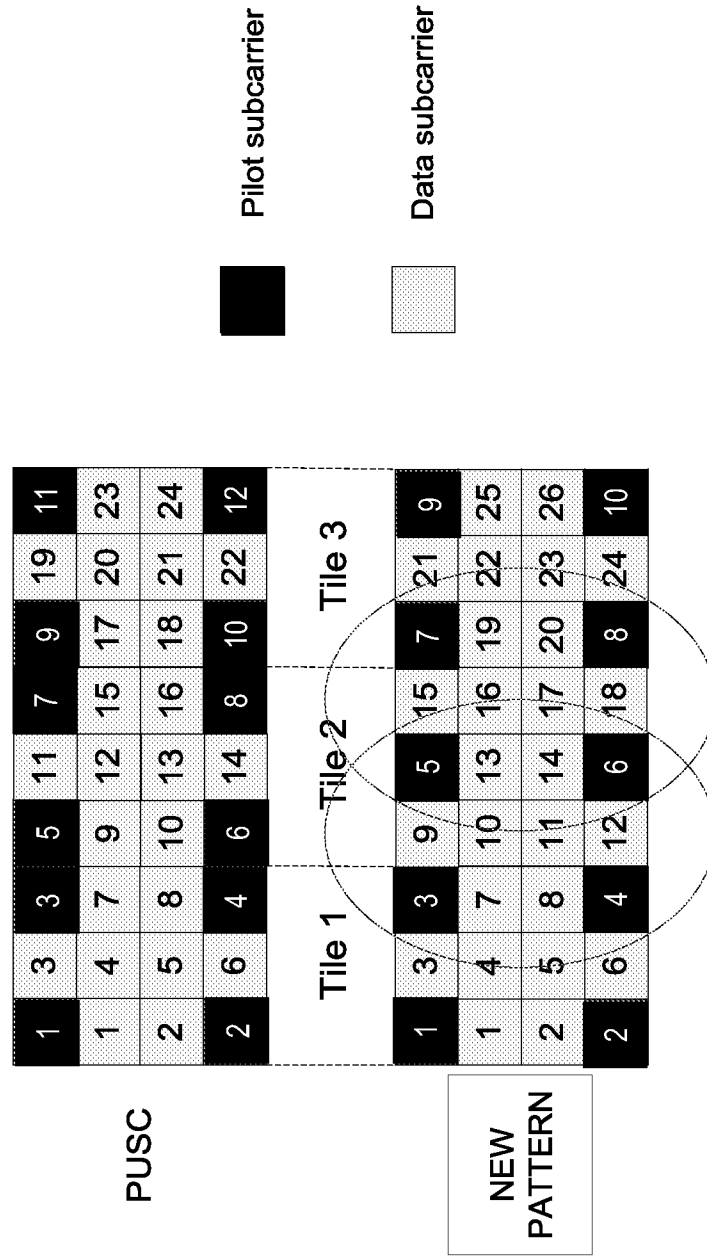 PUSC
1 3 3 5 11 7 9 19 11
1 4 7 9 12 15 17 20 23
2 5 8 10 13 16 18 21 24
2 6 4 6 14 8 10 22 12
Tile 1 Tile 2 Tile 3
NEW
PATTERN
1 3 3 9 5 15 7 21 9
1 4 7 10 13 16 19 22 25
2 5 8 11 14 17 20 23 26
2 6 4 12 6 18 8 24 10
Pilot subcarrier
Data subcarrier